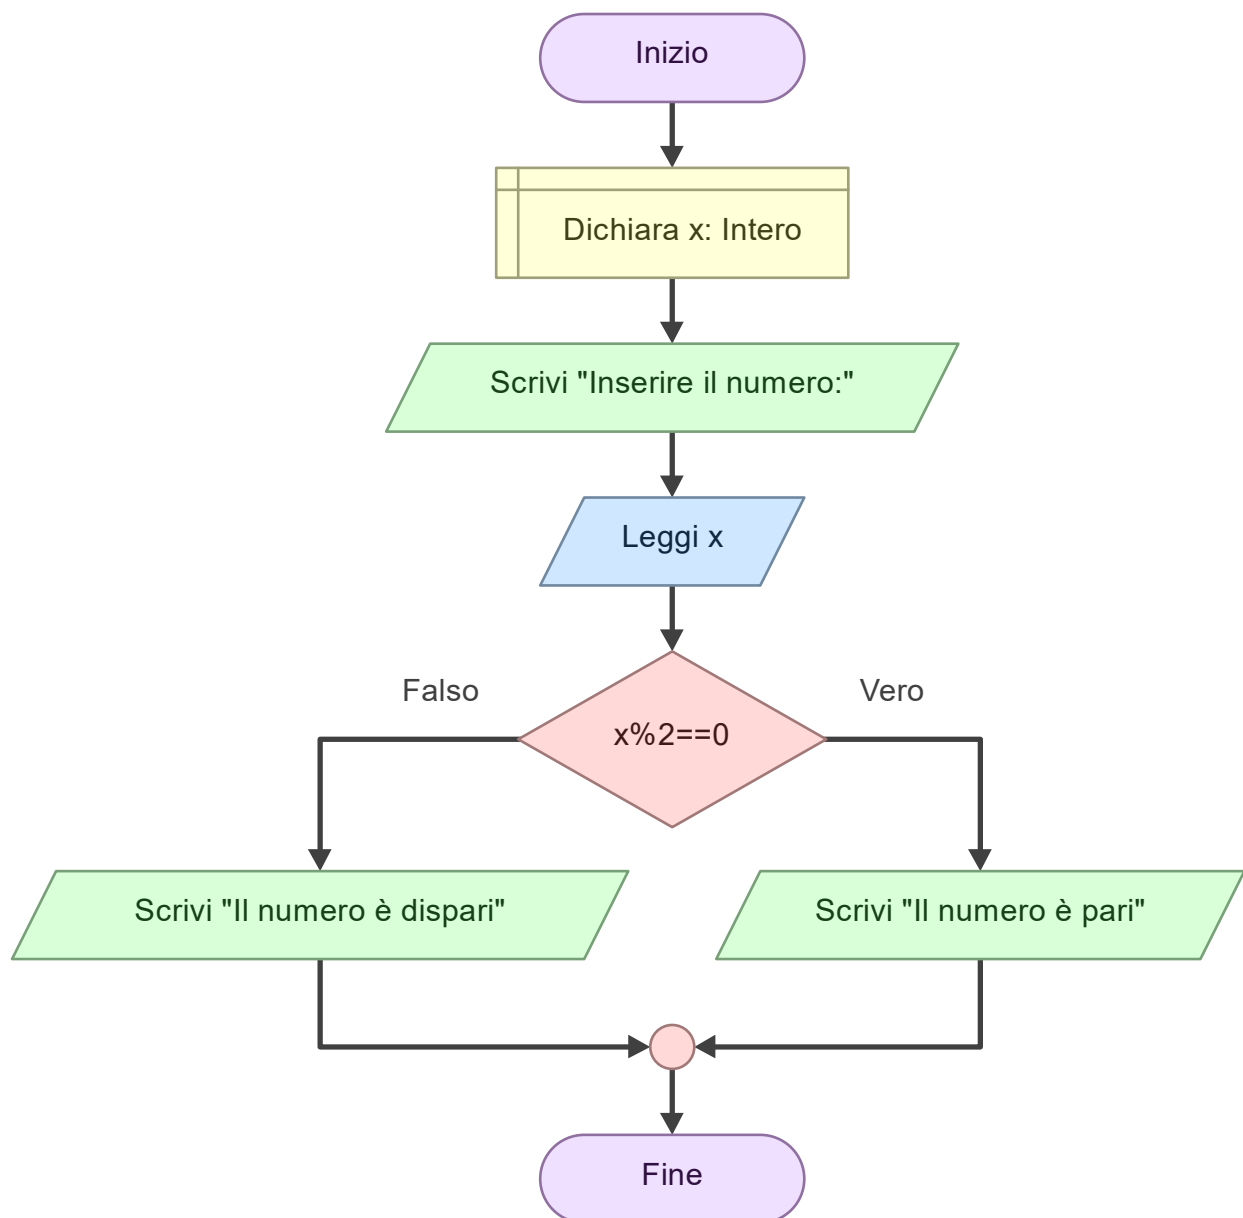 Inizio
Dichiara x: Intero
Scrivi "Inserire il numero:"
Leggi x
Falso
Vero
x%2==0
Scrivi "Il numero è dispari"
Scrivi "Il numero è pari"
Fine